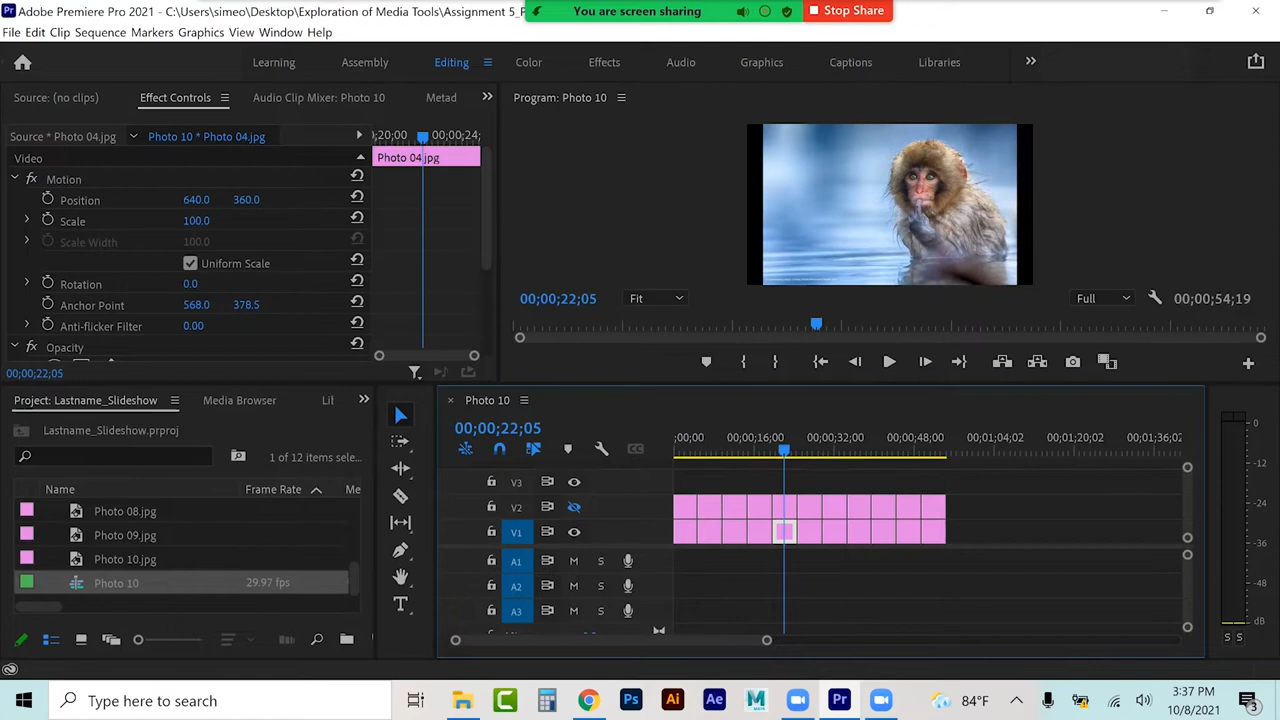 Adobe Premiere Pro 2021 - C:\Users\simeo\Desktop\Exploration of Media Tools\Assignment 5_P
You are screen sharing
Stop Share
File Edit Clip Sequence Markers Graphics View Window Help
Learning Assembly Editing Color Effects Audio Graphics Captions Libraries
Source: (no clips) Effect Controls Audio Clip Mixer: Photo 10 Metad
Program: Photo 10
Source * Photo 04.jpg Photo 10 * Photo 04.jpg
;20;00 00;00;24;
Video
Photo 04.jpg
fx Motion
Position 640.0 360.0
Scale 100.0
Scale Width 100.0
Uniform Scale
Rotation 0.0
Anchor Point 568.0 378.5
Anti-flicker Filter 0.00
fx Opacity
00;00;22;05
00;00;22;05 Fit Full 00;00;54;19
Project: Lastname_Slideshow Media Browser Lit
Lastname_Slideshow.prproj
1 of 12 items sele...
Name Frame Rate Me
Photo 08.jpg
Photo 09.jpg
Photo 10.jpg
Photo 10 29.97 fps
Photo 10
00;00;22;05
;00;00 00;00;16;00 00;00;32;00 00;00;48;00 00;01;04;02 00;01;20;02 00;01;36;02
V3
V2
V1
A1 M S
A2 M S
A3 M S
0
-12
-24
-36
-48
dB
S S
Type here to search
Ps Ai Ae M Pr
84°F
3:37 PM
10/8/2021
3